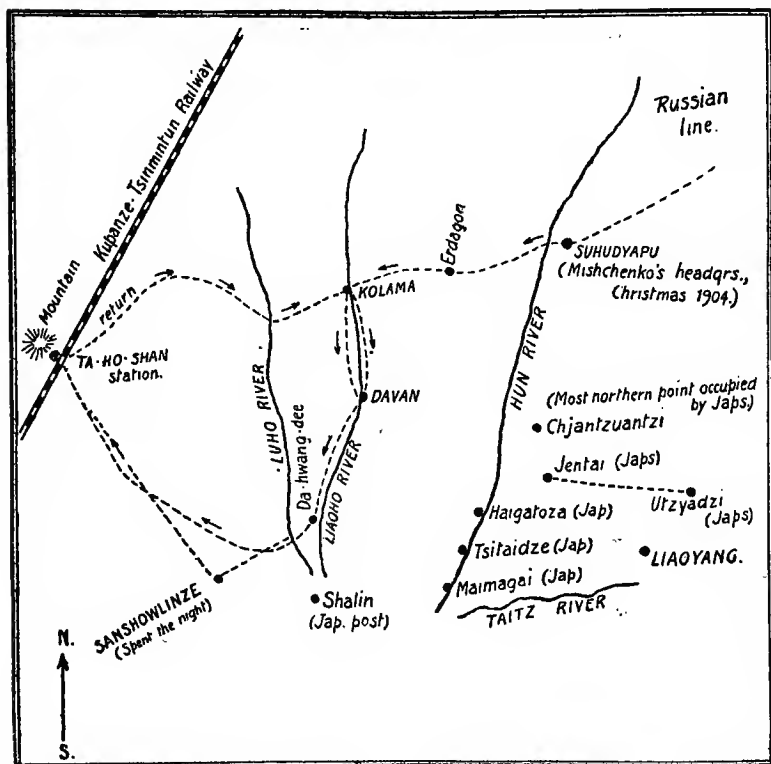 Russian
line.
Mountain
Kupanze-Tsinmintun Railway
return
Erdagon
SUHUDYAPU
(Mishchenko's headqrs.,
Christmas 1904.)
KOLAMA
TA-HO-SHAN
station.
HUN RIVER
LUHO RIVER
DAVAN
(Most northern point occupied
by Japs.)
Chjantzuantzi
Da-hwang-dee
LIAOHO RIVER
Jentai (Japs)
Utzyadzi
(Japs)
Haigatoza (Jap)
Tsitaidze (Jap)
LIAOYANG.
SANSHOWLINZE
(Spent the night)
Shalin
(Jap. post)
Maimagai (Jap)
TAITZ RIVER
N.
S.